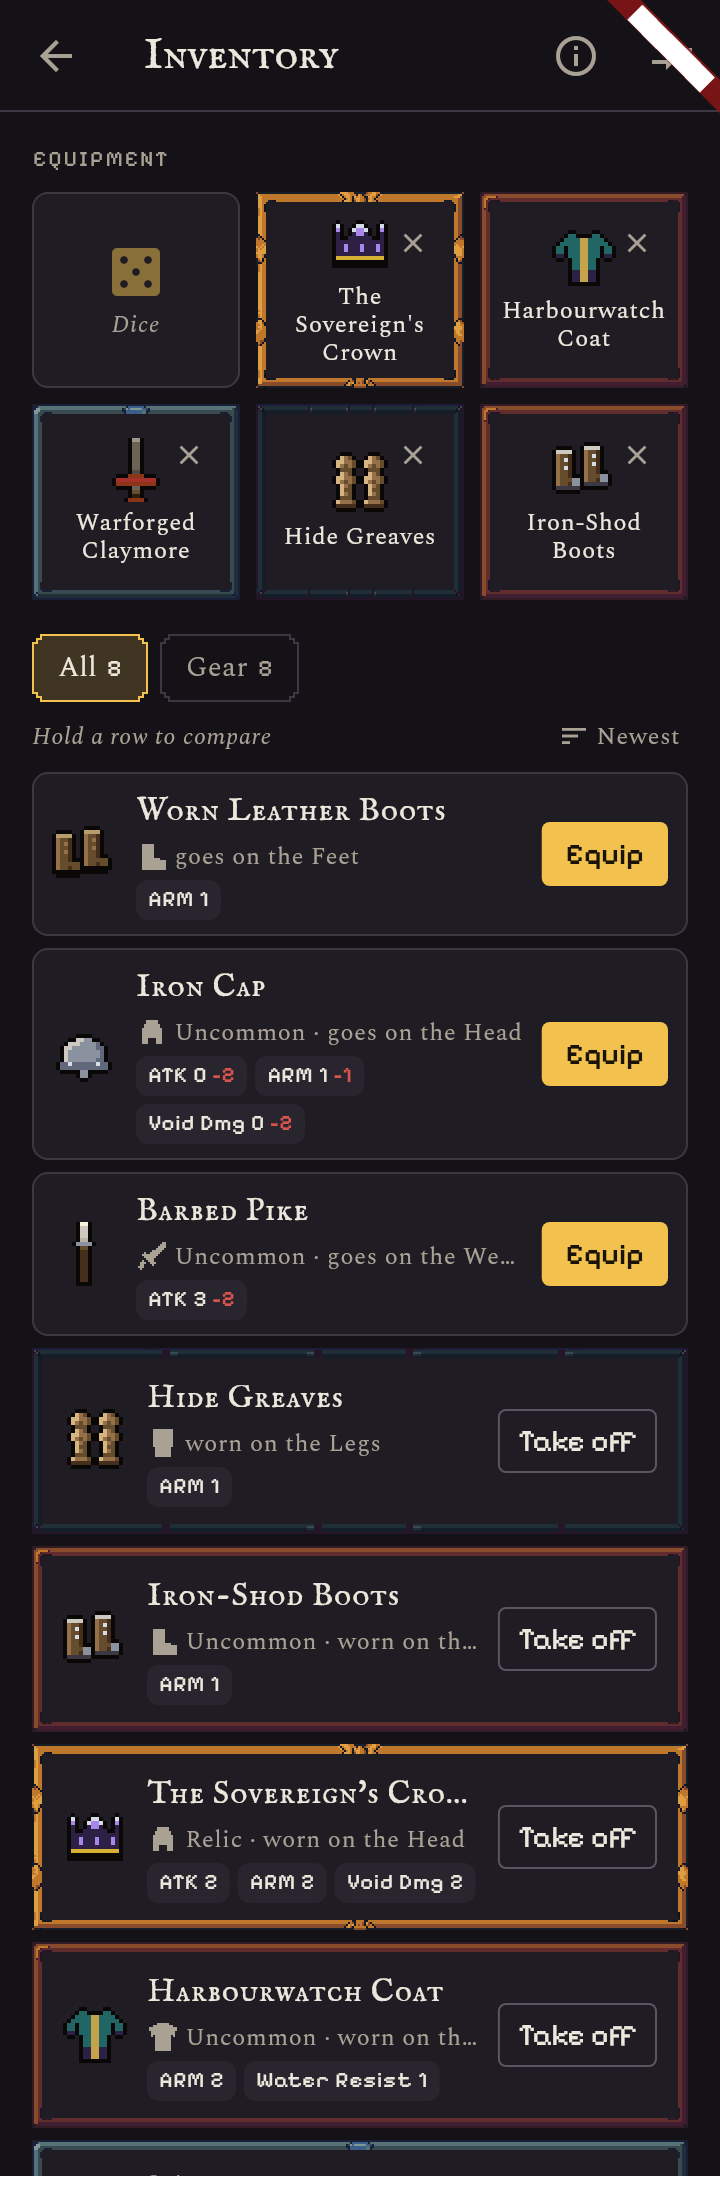 Inventory
EQUIPMENT
Dice
The
Sovereign's
Crown
Harbourwatch
Coat
Warforged
Claymore
Hide Greaves
Iron-Shod
Boots
All 8
Gear 8
Hold a row to compare
Newest
Worn Leather Boots
goes on the Feet
ARM 1
Equip
Iron Cap
Uncommon · goes on the Head
ATK 0 -2
ARM 1 -1
Void Dmg 0 -2
Equip
Barbed Pike
Uncommon · goes on the We...
ATK 3 -2
Equip
Hide Greaves
worn on the Legs
ARM 1
Take off
Iron-Shod Boots
Uncommon · worn on th...
ARM 1
Take off
The Sovereign's Cro...
Relic · worn on the Head
ATK 2
ARM 2
Void Dmg 2
Take off
Harbourwatch Coat
Uncommon · worn on th...
ARM 2
Water Resist 1
Take off